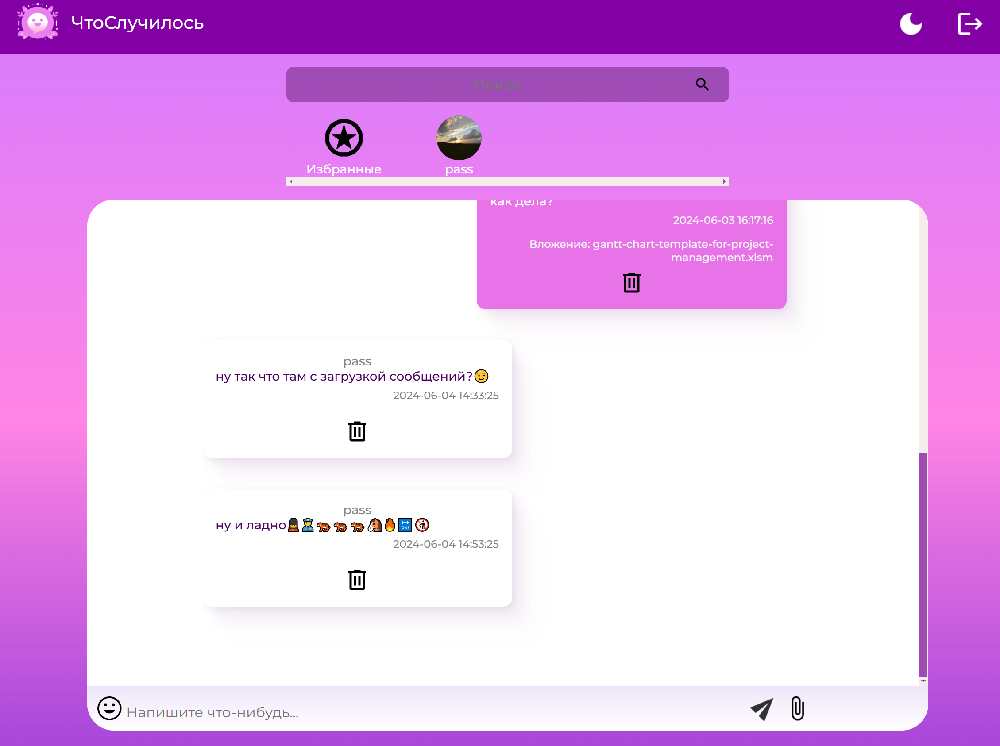 ЧтоСлучилось
Поиск
Избранные
pass
как дела?
2024-06-03 16:17:16
Вложение: gantt-chart-template-for-project-
management.xlsm
pass
ну так что там с загрузкой сообщений?😉
2024-06-04 14:33:25
pass
ну и ладно💂👮🐅🐅🐅🐴🔥🔛🚯
2024-06-04 14:53:25
Напишите что-нибудь...